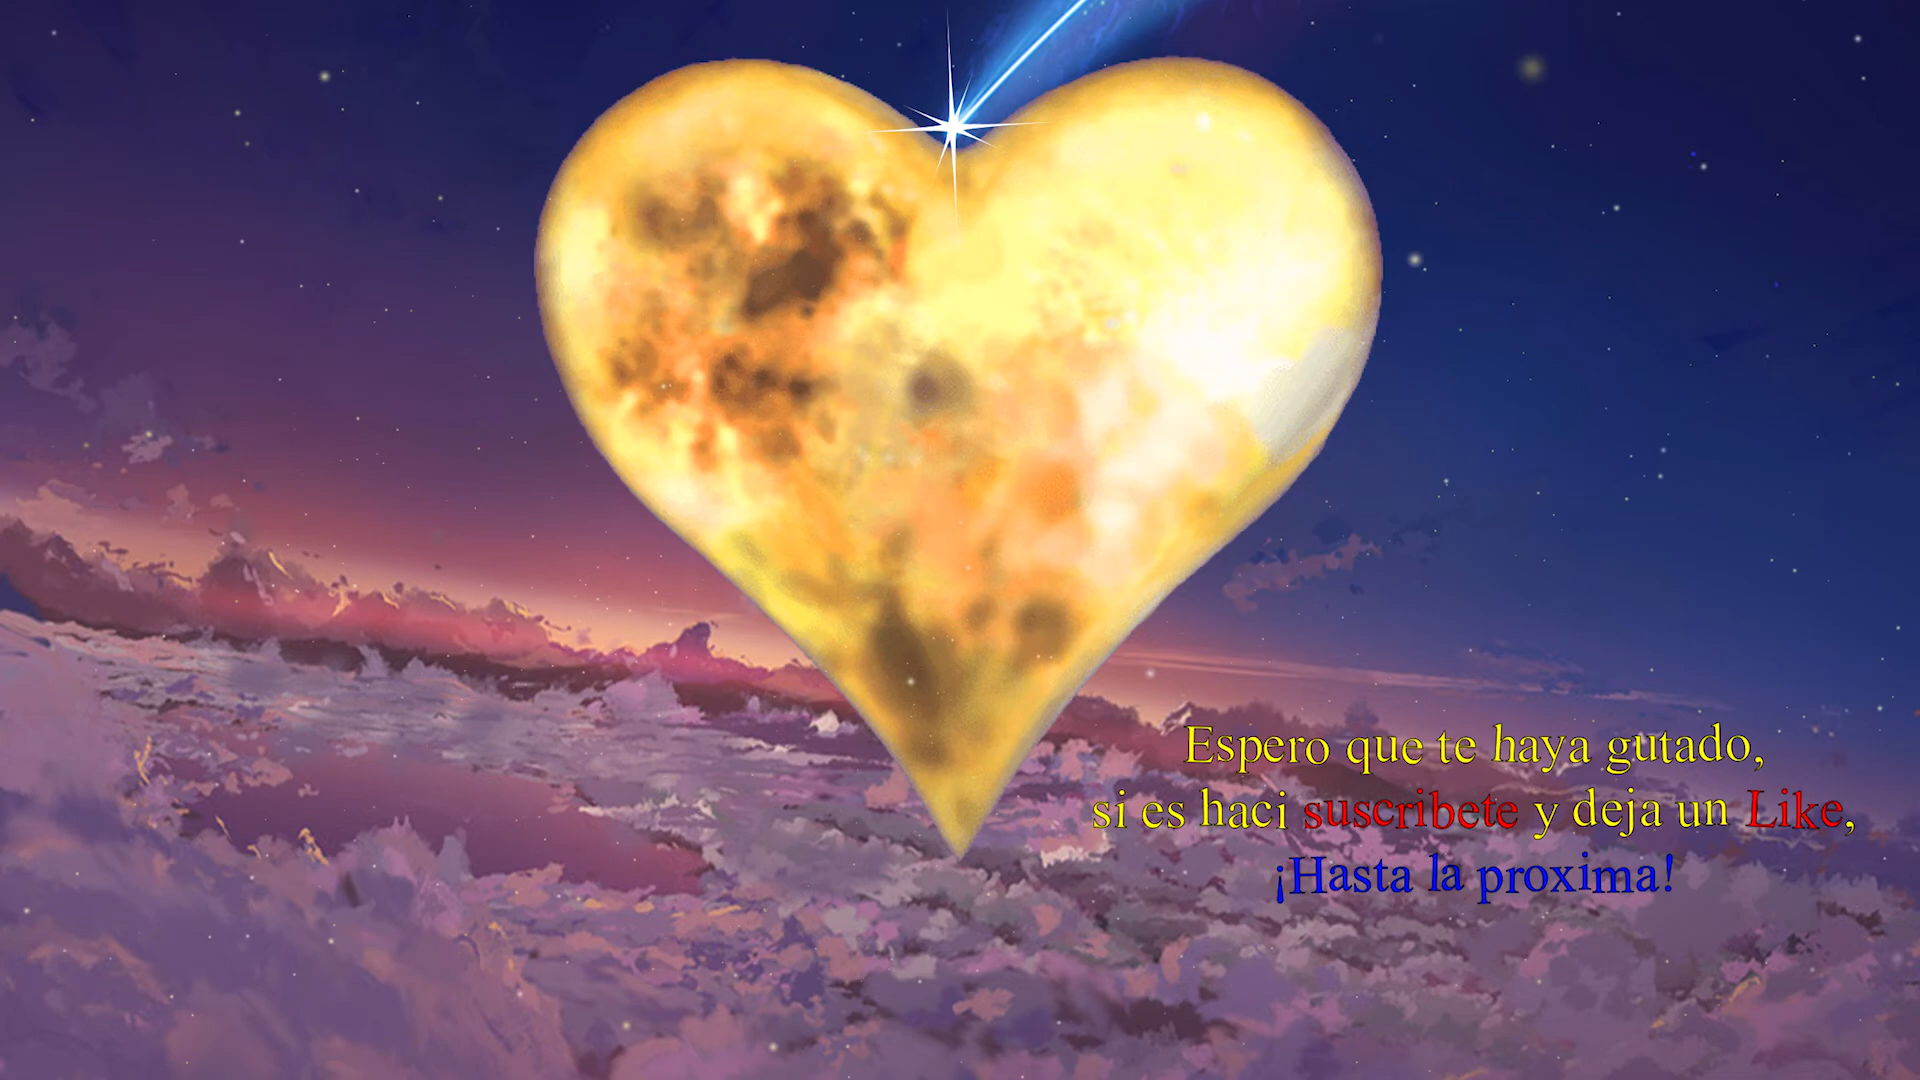 Espero que te haya gutado,
si es haci suscribete y deja un Like,
¡Hasta la proxima!